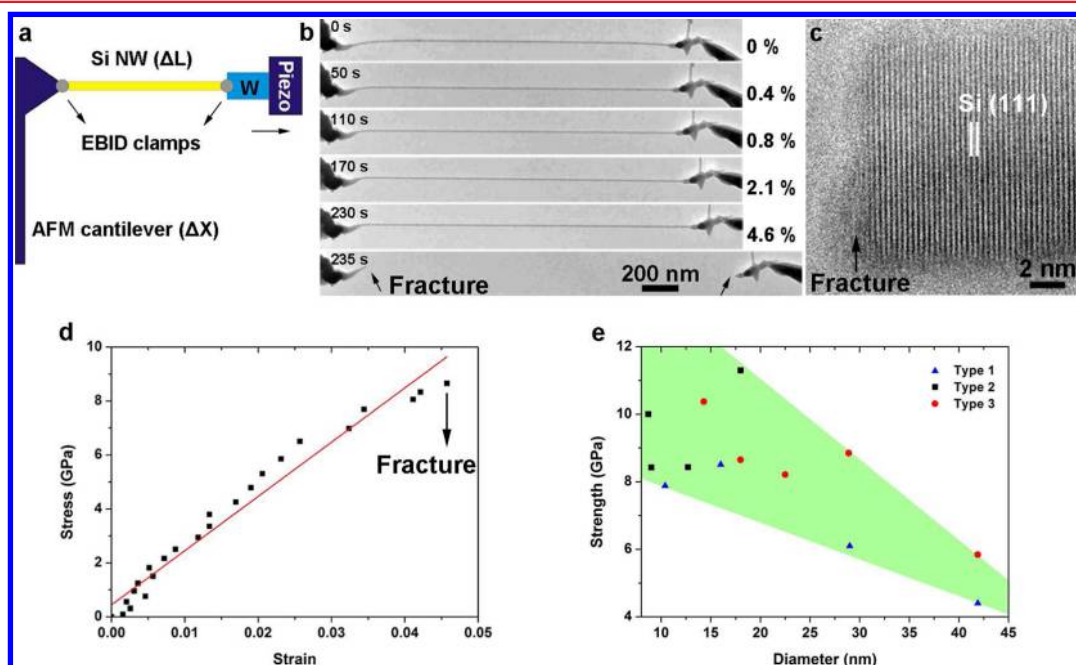 a
Si NW (ΔL)
W
Piezo
EBID clamps
AFM cantilever (ΔX)
b
0 s
0 %
50 s
0.4 %
110 s
0.8 %
170 s
2.1 %
230 s
4.6 %
235 s
Fracture
200 nm
c
Si (111)
Fracture
2 nm
d
10
8
6
4
2
0
0.00 0.01 0.02 0.03 0.04 0.05
Stress (GPa)
Strain
Fracture
e
12
10
8
6
4
10 15 20 25 30 35 40 45
Strength (GPa)
Diameter (nm)
Type 1
Type 2
Type 3